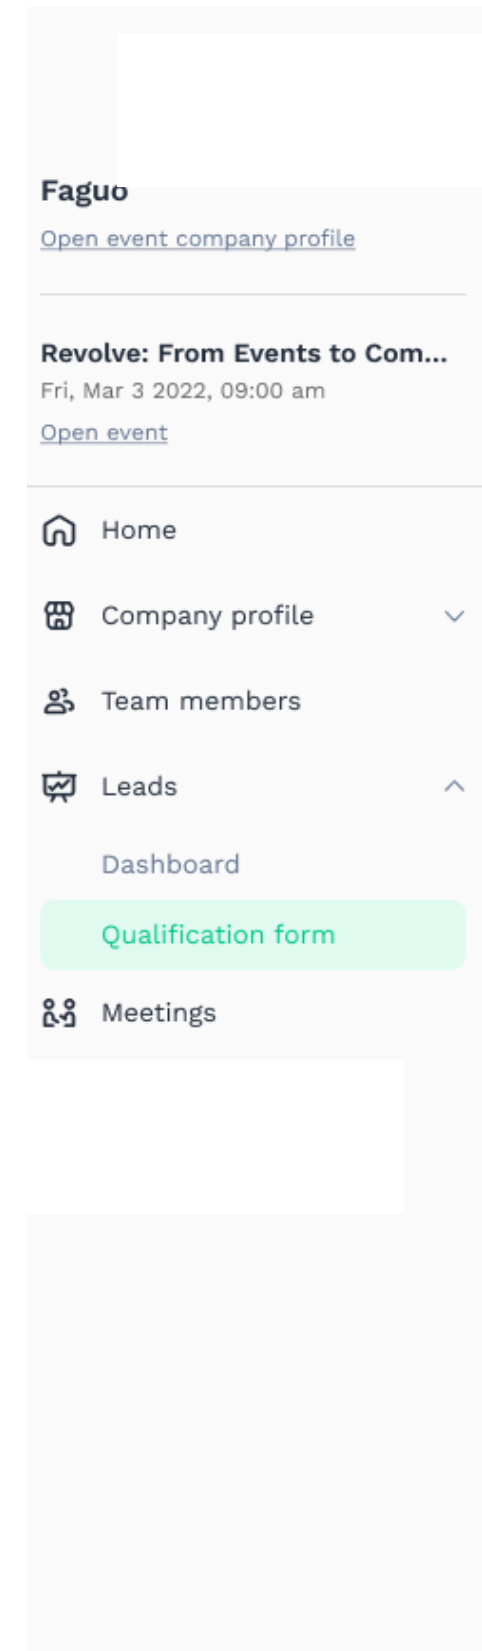 Faguo
Open event company profile
Revolve: From Events to Com...
Fri, Mar 3 2022, 09:00 am
Open event
Home
Company profile
Team members
Leads
Dashboard
Qualification form
Meetings